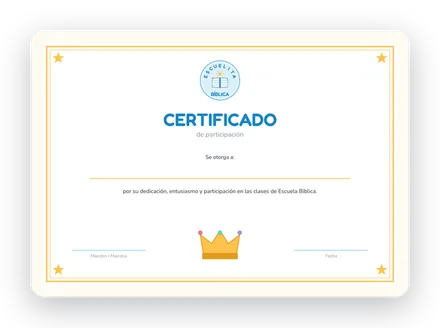 ESCUELITA
BÍBLICA
CERTIFICADO
de participación
Se otorga a:
por su dedicación, entusiasmo y participación en las clases de Escuela Bíblica.
Maestro / Maestra
Fecha